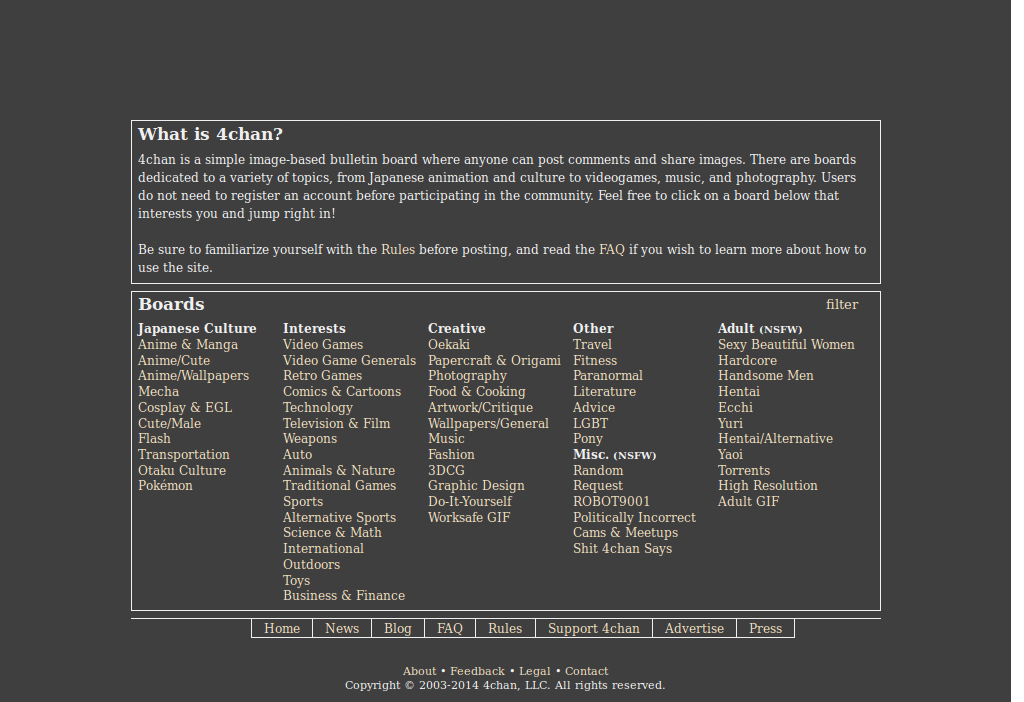 What is 4chan?
4chan is a simple image-based bulletin board where anyone can post comments and share images. There are boards
dedicated to a variety of topics, from Japanese animation and culture to videogames, music, and photography. Users
do not need to register an account before participating in the community. Feel free to click on a board below that
interests you and jump right in!
Be sure to familiarize yourself with the Rules before posting, and read the FAQ if you wish to learn more about how to
use the site.
Boards
filter
Japanese Culture
Anime & Manga
Anime/Cute
Anime/Wallpapers
Mecha
Cosplay & EGL
Cute/Male
Flash
Transportation
Otaku Culture
Pokémon
Interests
Video Games
Video Game Generals
Retro Games
Comics & Cartoons
Technology
Television & Film
Weapons
Auto
Animals & Nature
Traditional Games
Sports
Alternative Sports
Science & Math
International
Outdoors
Toys
Business & Finance
Creative
Oekaki
Papercraft & Origami
Photography
Food & Cooking
Artwork/Critique
Wallpapers/General
Music
Fashion
3DCG
Graphic Design
Do-It-Yourself
Worksafe GIF
Other
Travel
Fitness
Paranormal
Literature
Advice
LGBT
Pony
Misc. (NSFW)
Random
Request
ROBOT9001
Politically Incorrect
Cams & Meetups
Shit 4chan Says
Adult (NSFW)
Sexy Beautiful Women
Hardcore
Handsome Men
Hentai
Ecchi
Yuri
Hentai/Alternative
Yaoi
Torrents
High Resolution
Adult GIF
Home News Blog FAQ Rules Support 4chan Advertise Press
About • Feedback • Legal • Contact
Copyright © 2003-2014 4chan, LLC. All rights reserved.